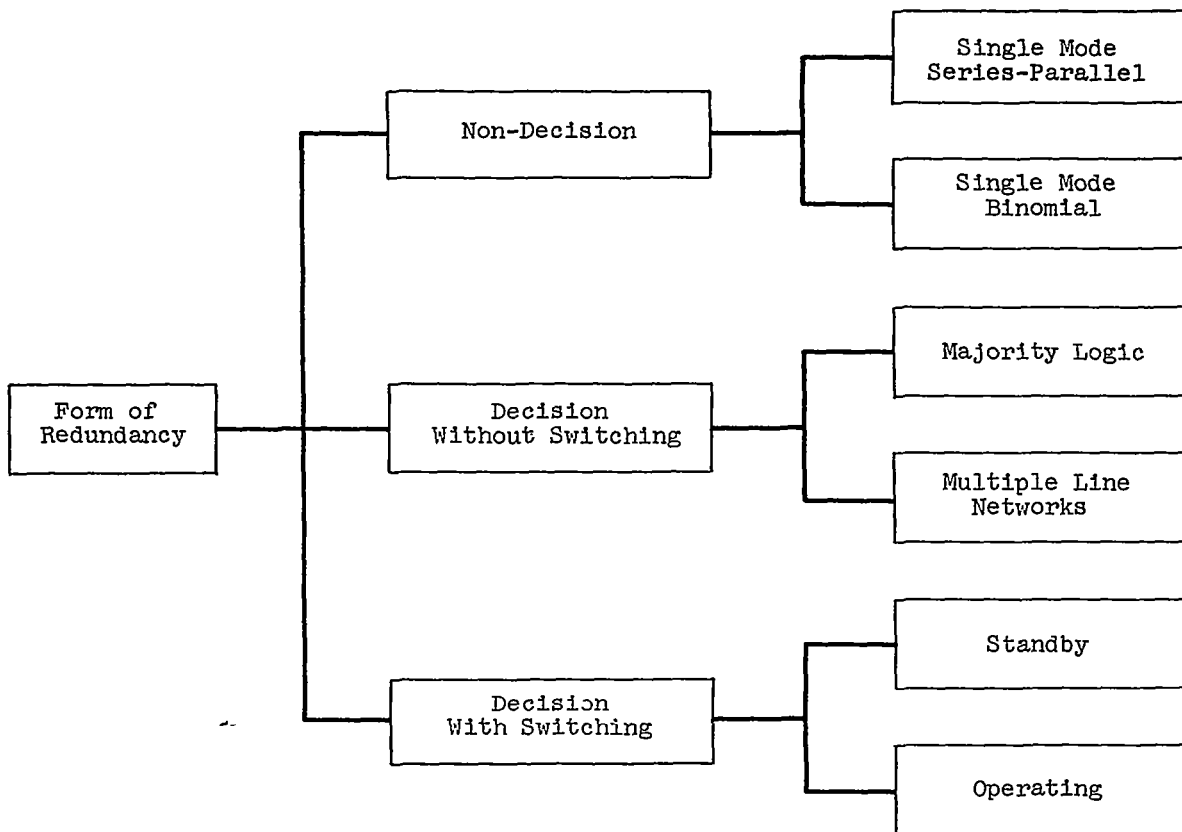 Single Mode
Series-Parallel
Non-Decision
Single Mode
Binomial
Majority Logic
Form of
Redundancy
Decision
Without Switching
Multiple Line
Networks
Standby
Decision
With Switching
Operating